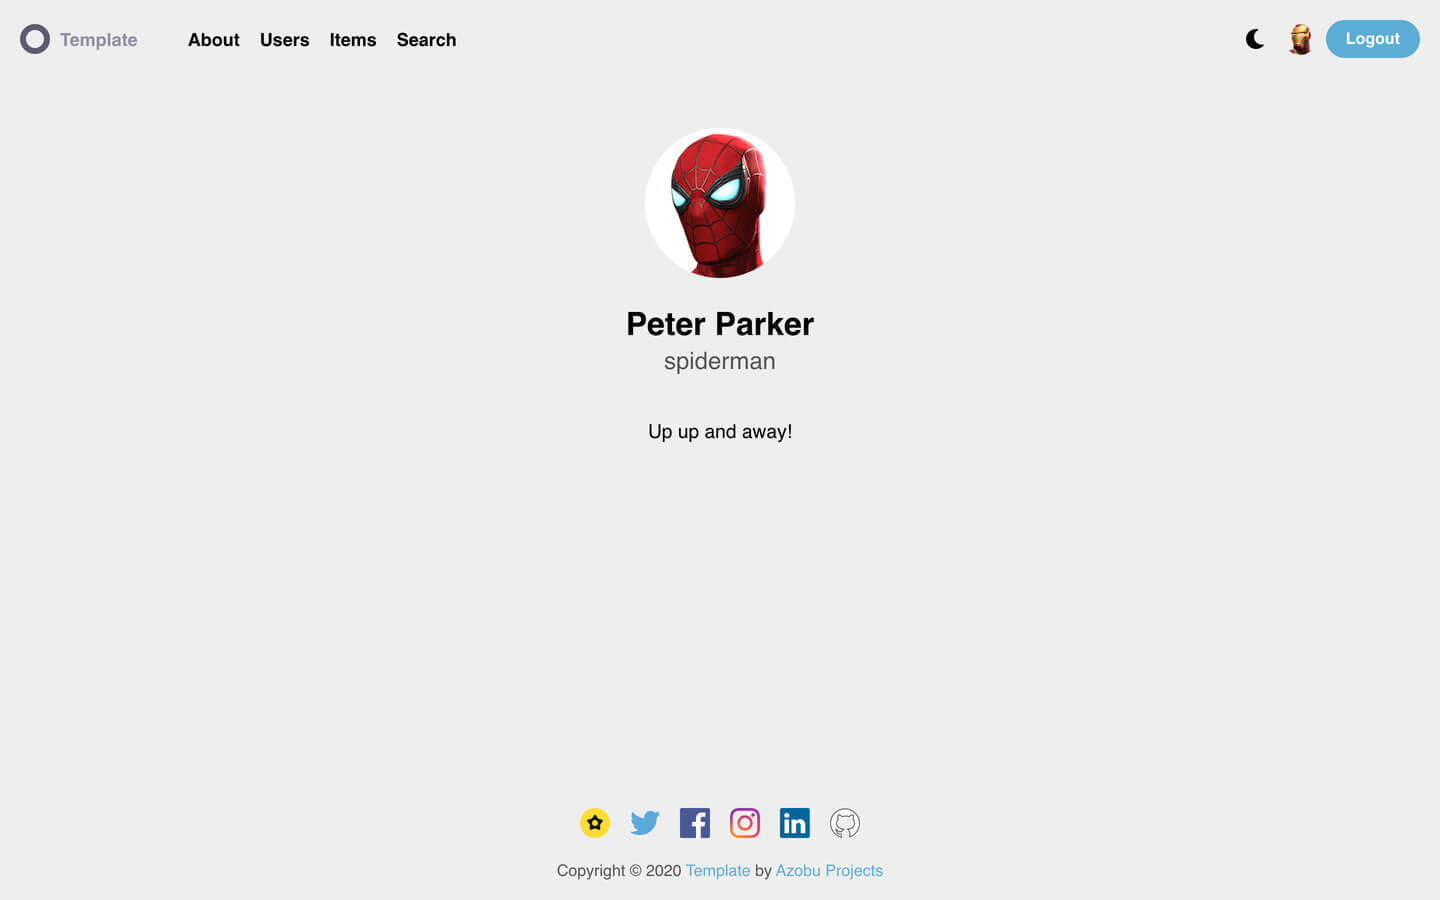 Template About Users Items Search Logout
Peter Parker
spiderman
Up up and away!
Copyright © 2020 Template by Azobu Projects